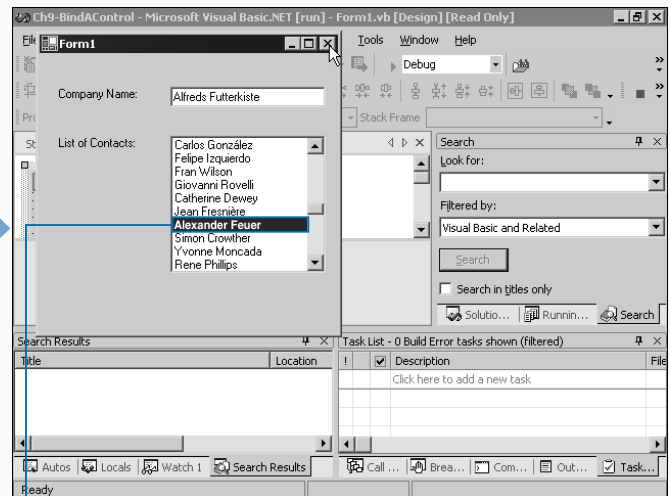 Ch9-BindAControl - Microsoft Visual Basic.NET [run] - Form1.vb [Design] [Read Only]
Tools Window Help
Form1
Debug
Company Name: Alfreds Futterkiste
Stack Frame
List of Contacts:
Carlos González
Felipe Izquierdo
Fran Wilson
Giovanni Rovelli
Catherine Dewey
Jean Fresnière
Alexander Feuer
Simon Crowther
Yvonne Moncada
Rene Phillips
Search
Look for:
Filtered by:
Visual Basic and Related
Search
Search in titles only
Solutio... Runnin... Search
Search Results
Title Location
Task List - 0 Build Error tasks shown (filtered)
! Description File
Click here to add a new task
Autos Locals Watch 1 Search Results
Call ... Brea... Com... Out... Task...
Ready